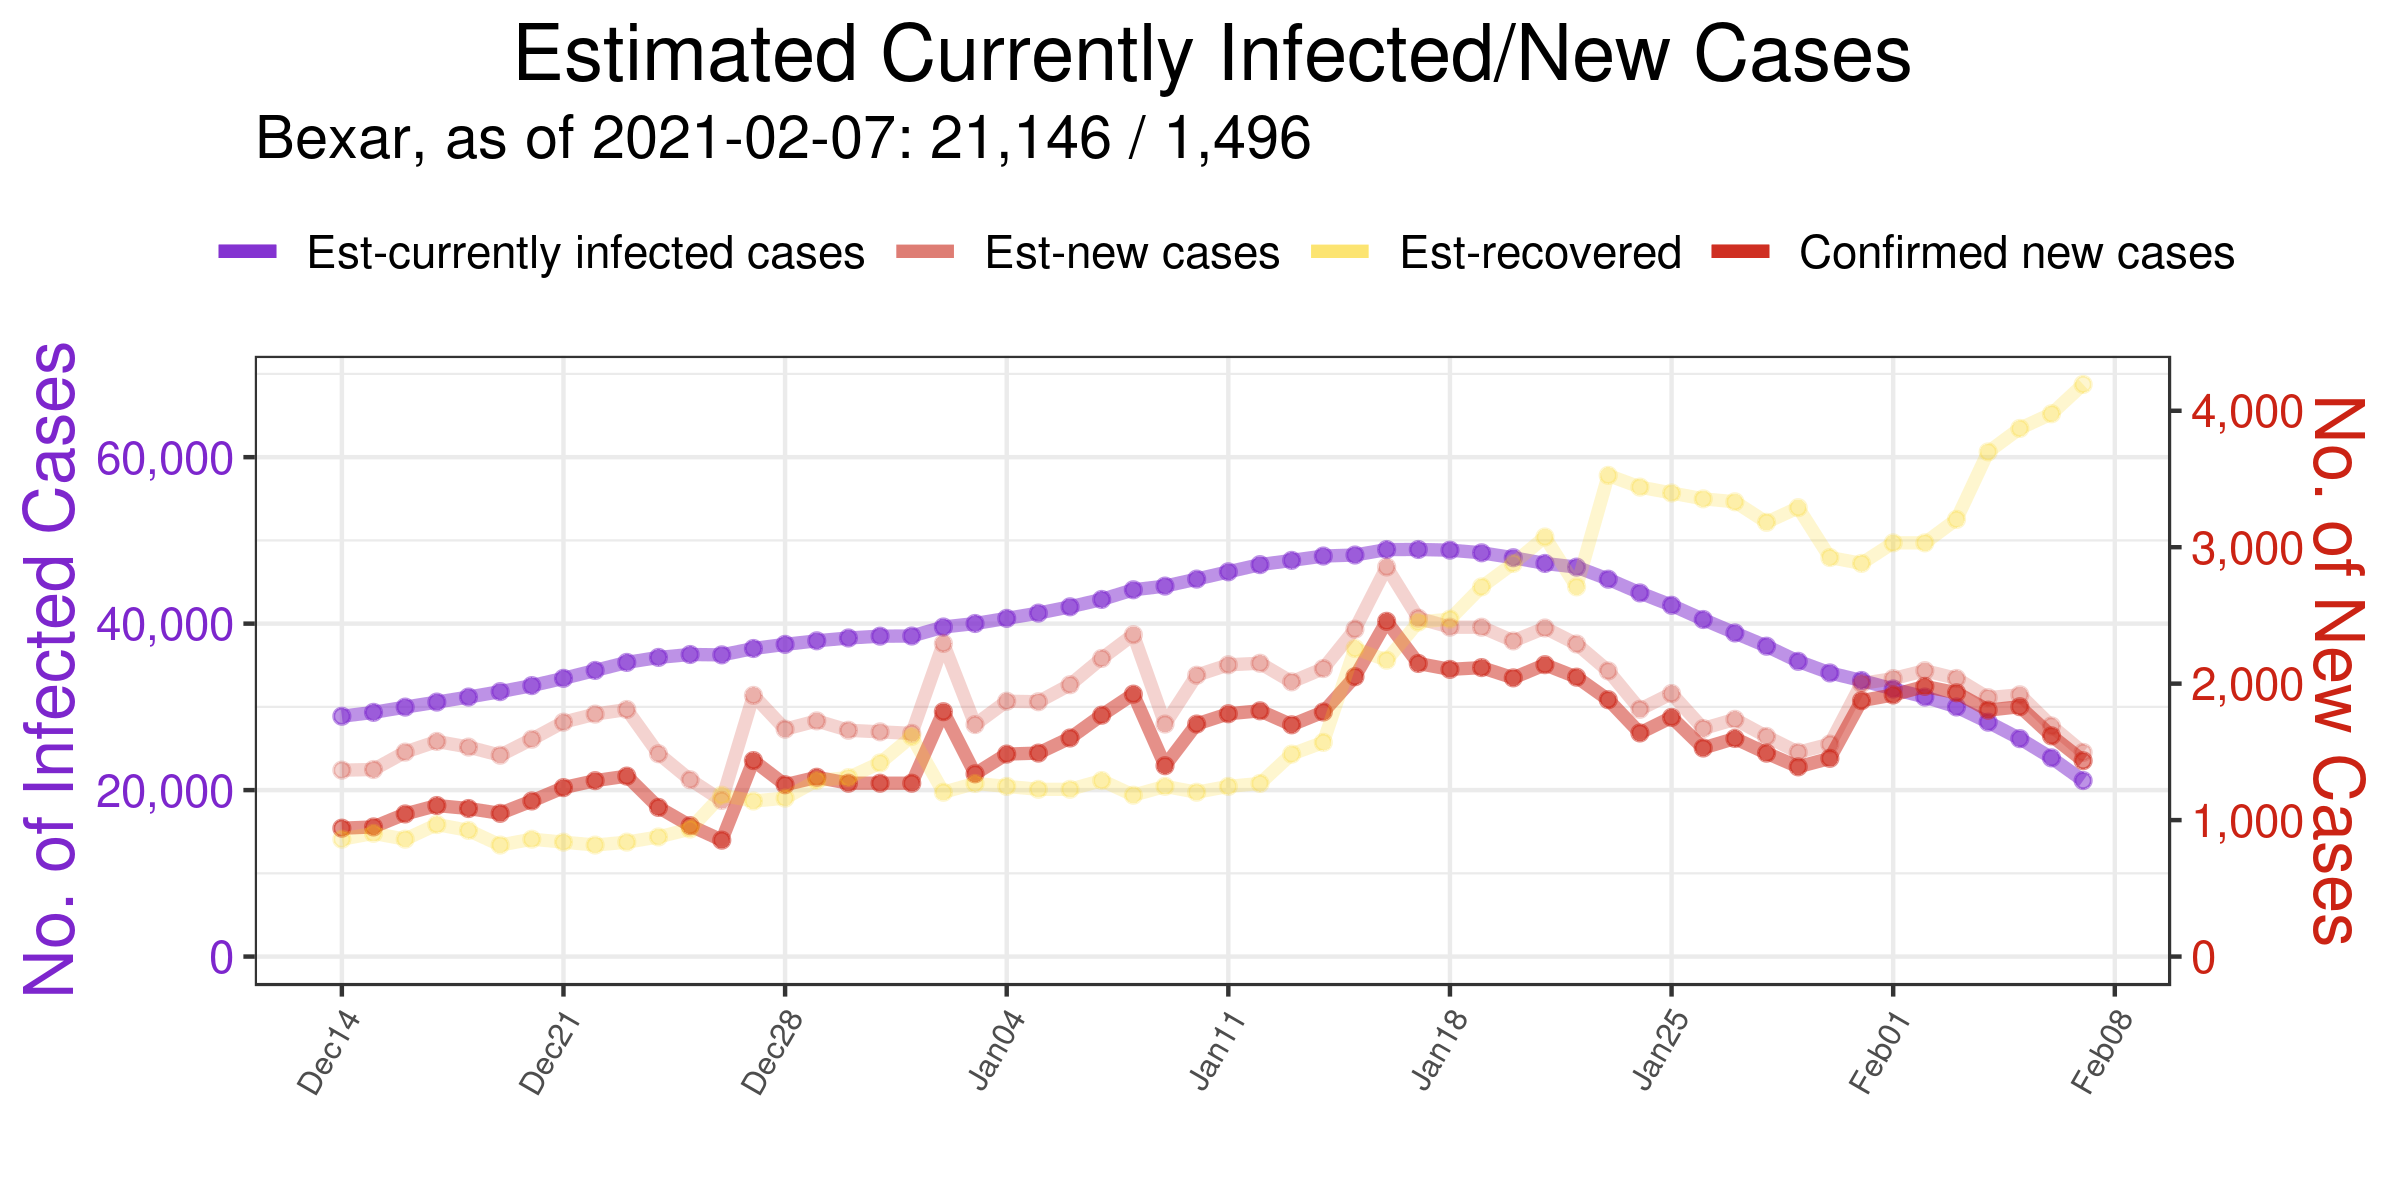 Estimated Currently Infected/New Cases
Bexar, as of 2021-02-07: 21,146 / 1,496
Est-currently infected cases Est-new cases Est-recovered Confirmed new cases
No. of Infected Cases
60,000
40,000
20,000
0
4,000
3,000
2,000
1,000
0
No. of New Cases
Dec14 Dec21 Dec28 Jan04 Jan11 Jan18 Jan25 Feb01 Feb08